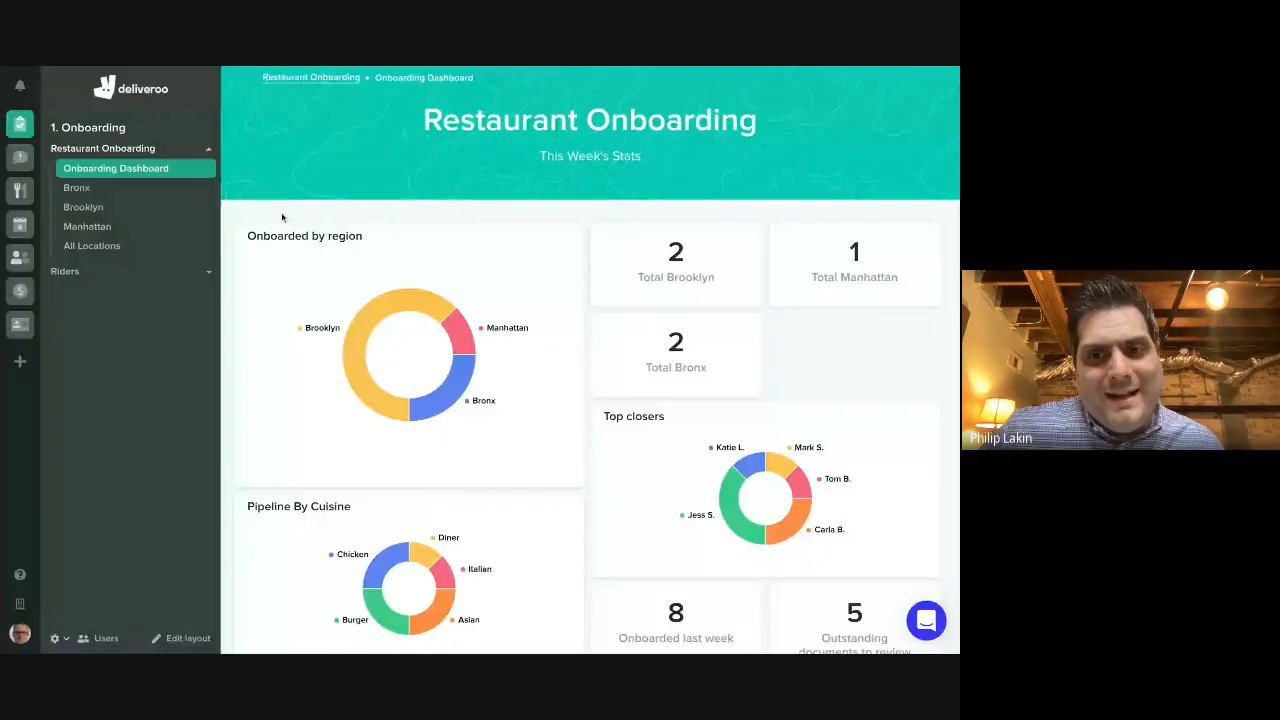 deliveroo
1. Onboarding
Restaurant Onboarding
Onboarding Dashboard
Bronx
Brooklyn
Manhattan
All Locations
Riders
Users
Edit layout
Restaurant Onboarding • Onboarding Dashboard
Restaurant Onboarding
This Week's Stats
Onboarded by region
Brooklyn
Manhattan
Bronx
2
Total Brooklyn
1
Total Manhattan
2
Total Bronx
Top closers
Katie L.
Mark S.
Tom B.
Jess S.
Carla B.
Pipeline By Cuisine
Diner
Chicken
Italian
Burger
Asian
8
Onboarded last week
5
Outstanding
documents to review
Philip Lakin